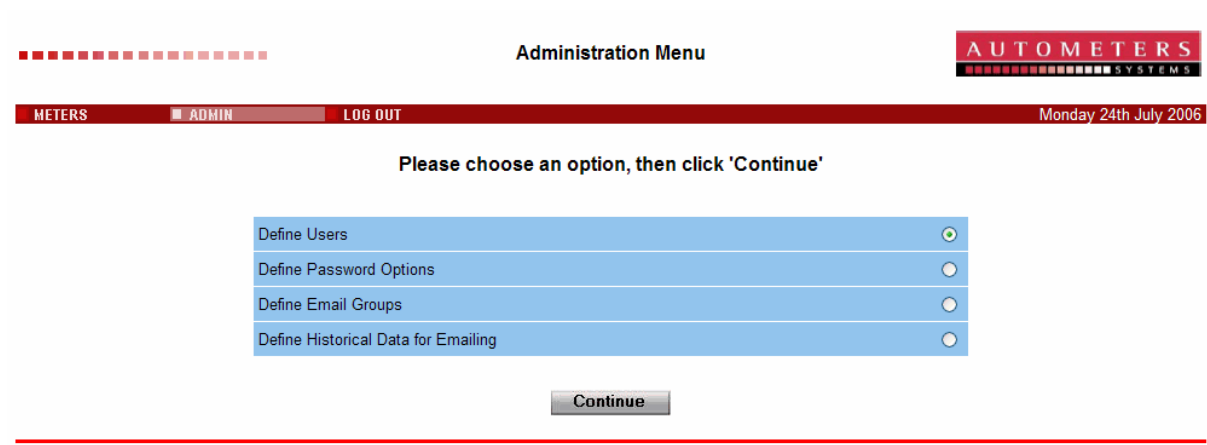 Administration Menu
AUTOMETERS
SYSTEMS
METERS ADMIN LOG OUT Monday 24th July 2006
Please choose an option, then click 'Continue'
Define Users
Define Password Options
Define Email Groups
Define Historical Data for Emailing
Continue